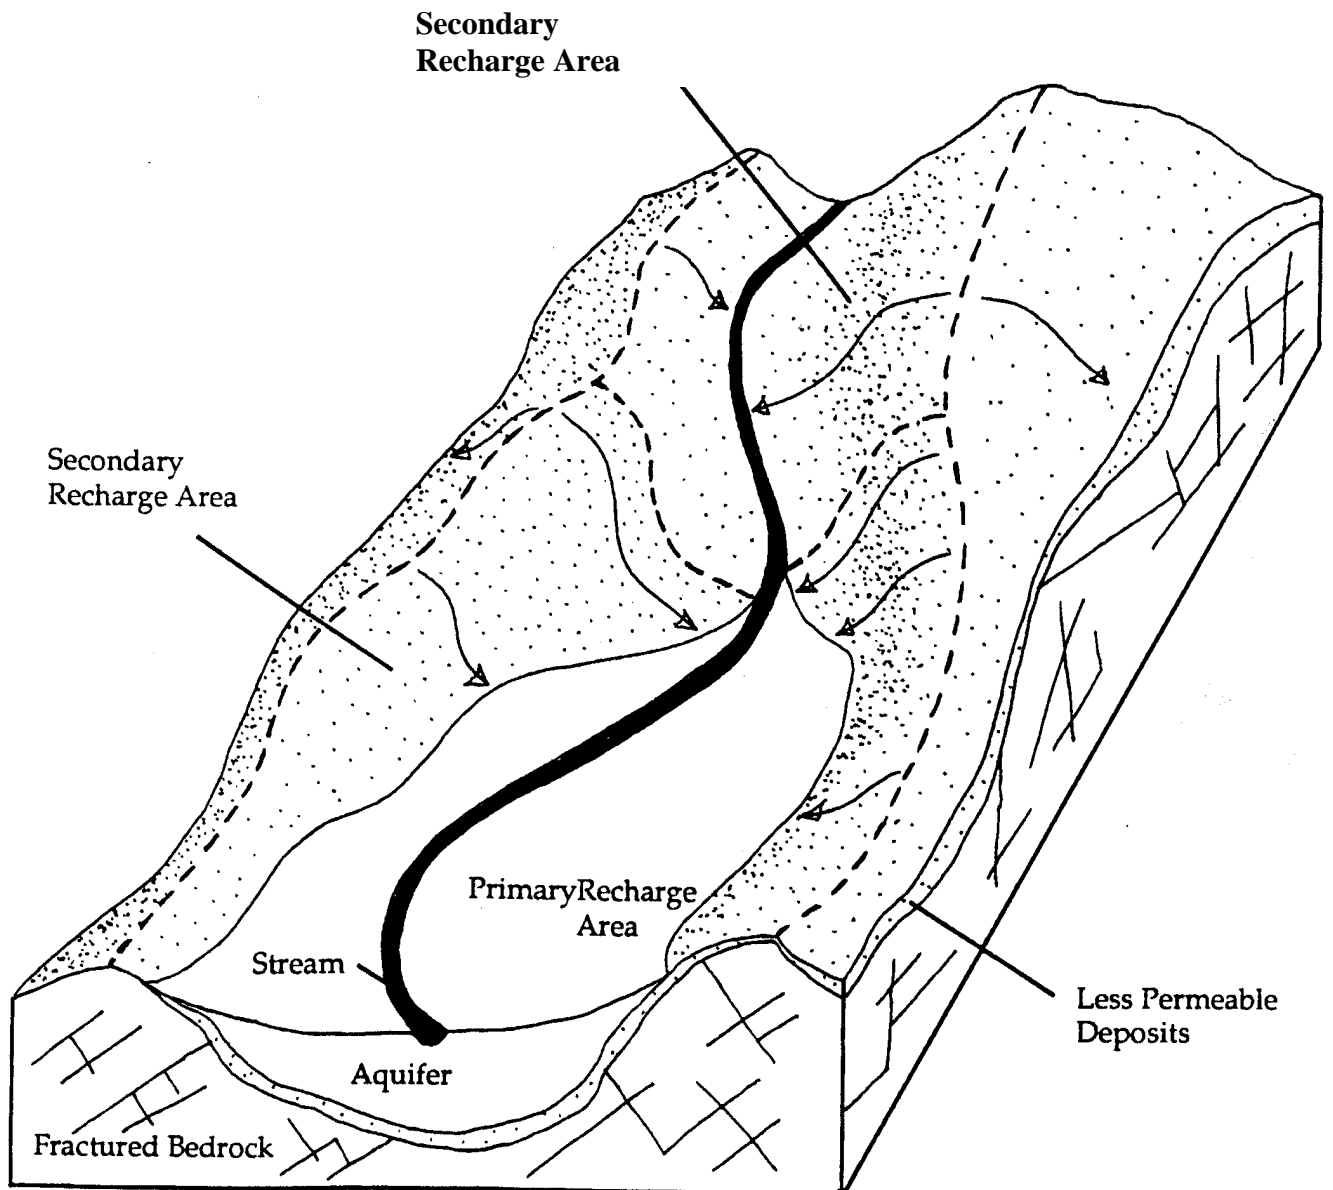 Secondary
Recharge Area
Secondary
Recharge Area
PrimaryRecharge
Area
Stream
Less Permeable
Deposits
Aquifer
Fractured Bedrock